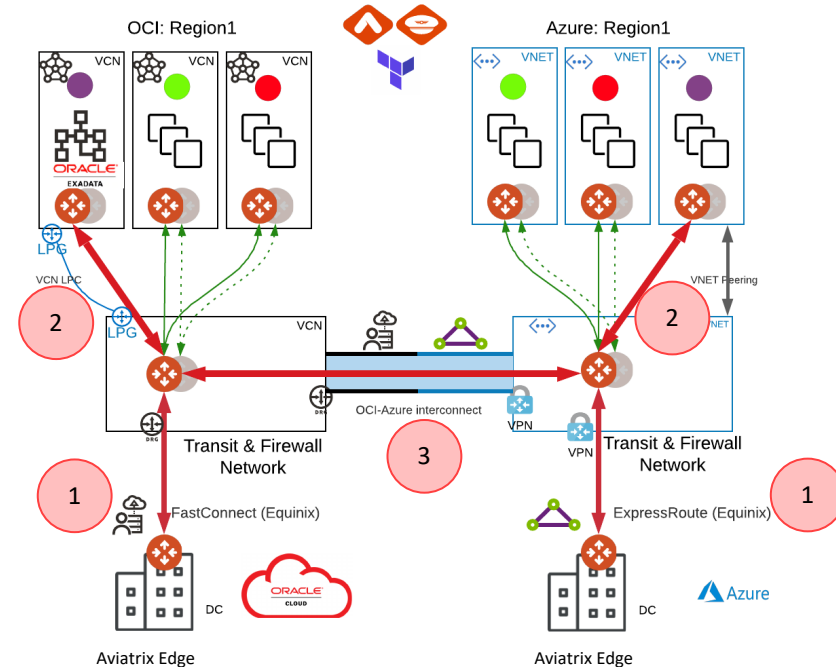 OCI: Region1
Azure: Region1
VCN
VCN
VCN
VNET
VNET
VNET
ORACLE
EXADATA
LPG
VCN LPC
VNET Peering
2
2
LPG
VCN
VNET
DRG
OCI-Azure interconnect
VPN
DRG
VPN
Transit & Firewall
Network
Transit & Firewall
Network
3
1
1
FastConnect (Equinix)
ExpressRoute (Equinix)
ORACLE
CLOUD
DC
DC
Azure
Aviatrix Edge
Aviatrix Edge